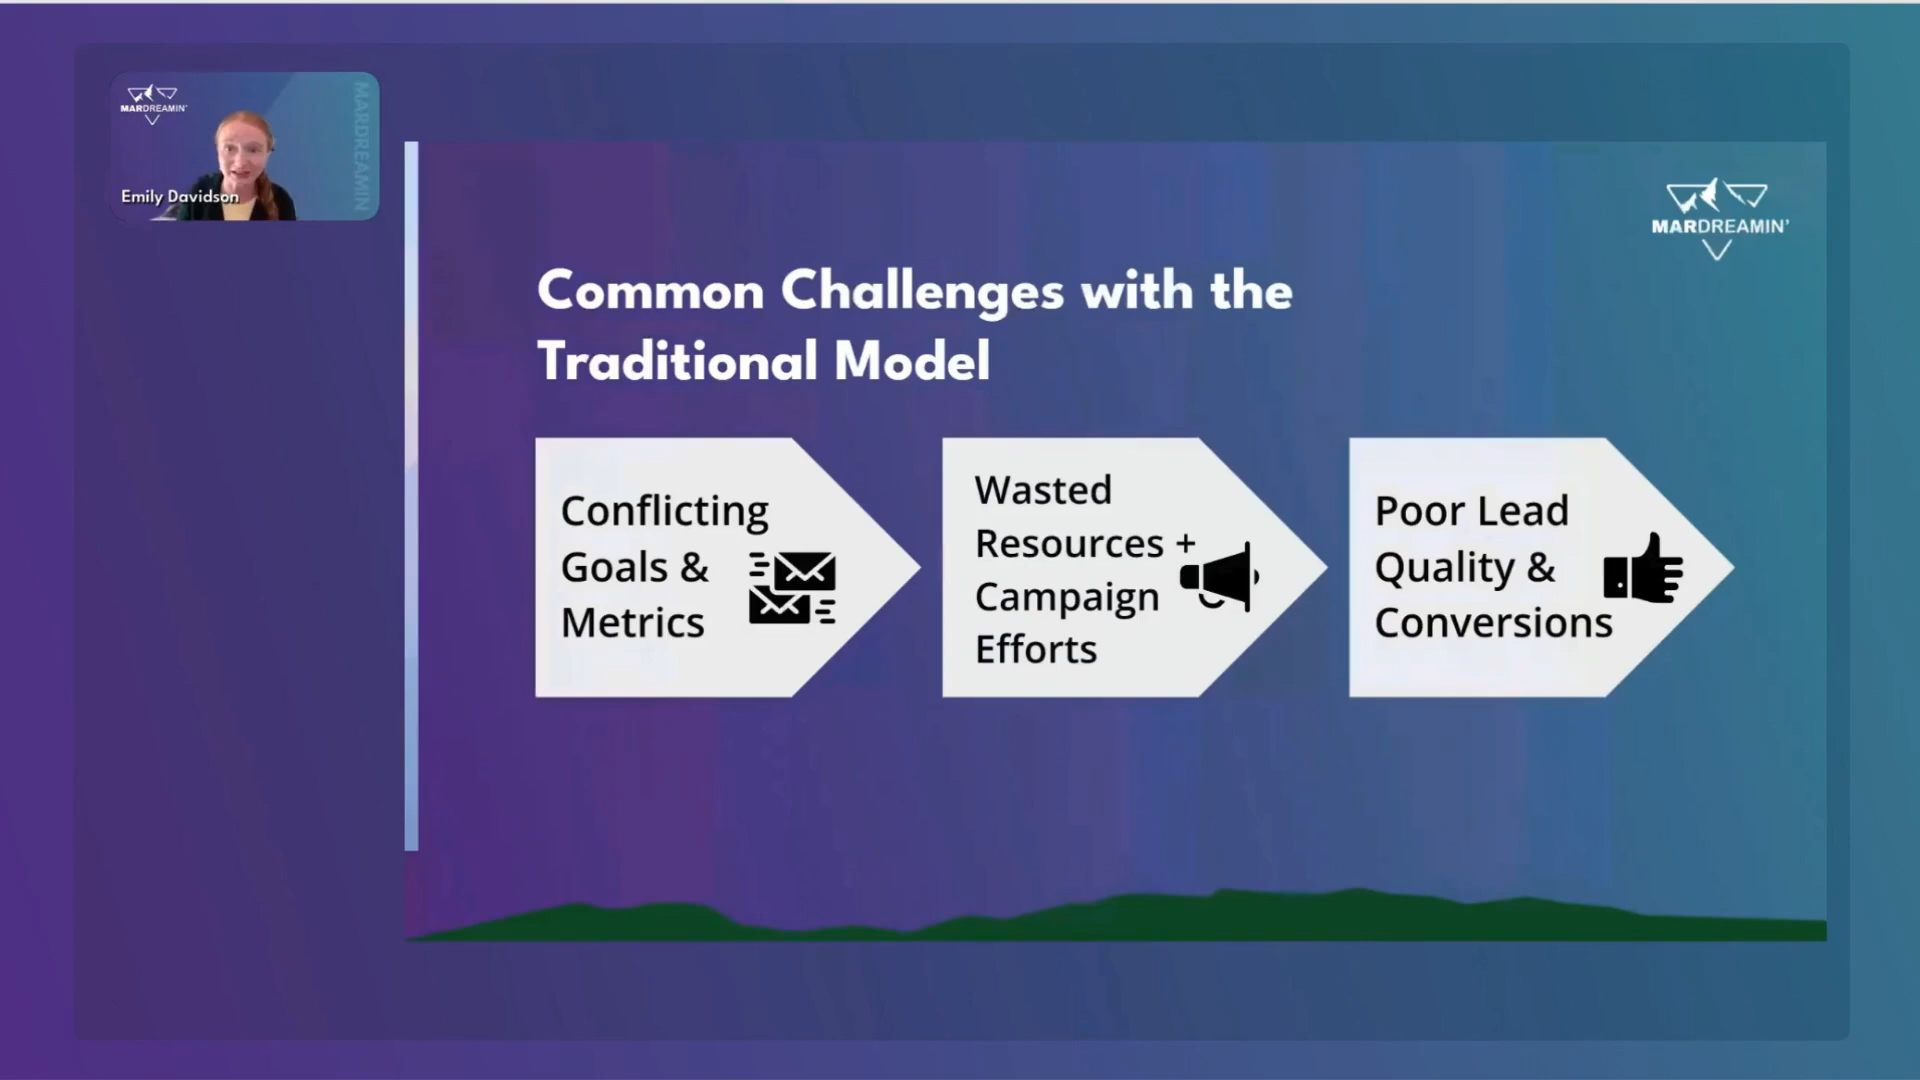 MARDREAMIN'
MARDREAMIN
Emily Davidson
MARDREAMIN'
Common Challenges with the
Traditional Model
Conflicting
Goals &
Metrics
Wasted
Resources +
Campaign
Efforts
Poor Lead
Quality &
Conversions